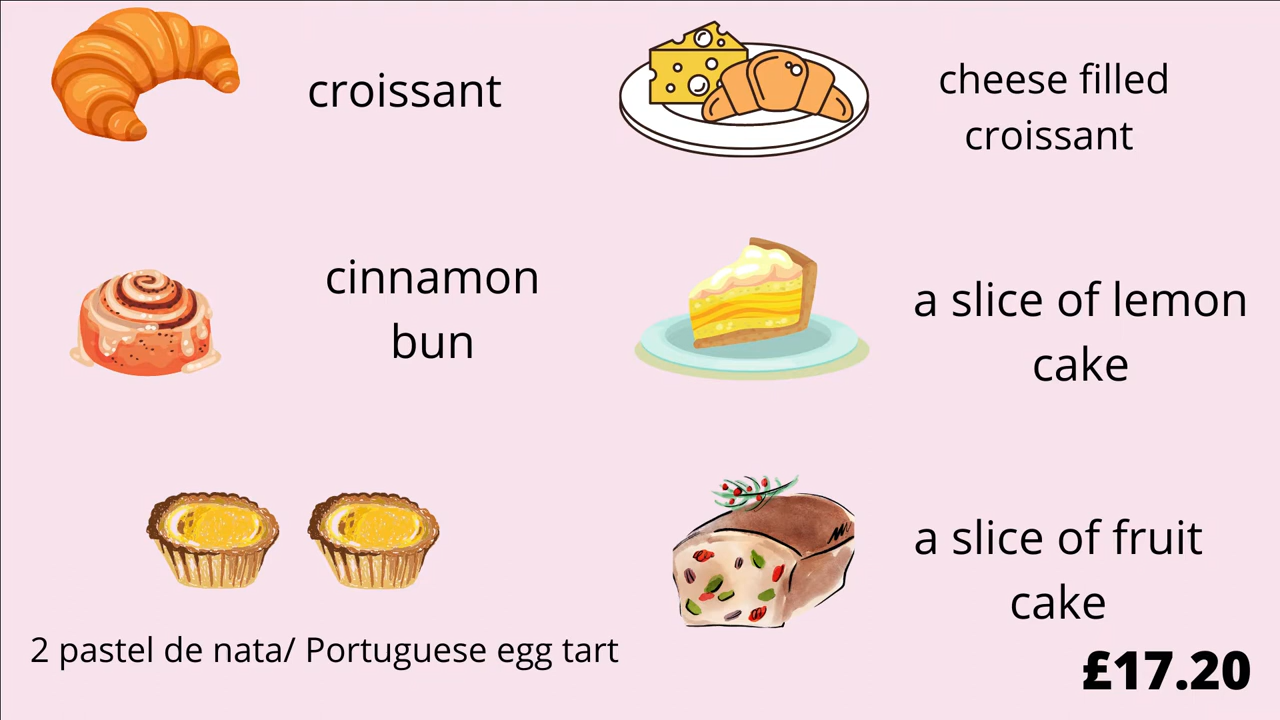 croissant
cheese filled
croissant
cinnamon
bun
a slice of lemon
cake
2 pastel de nata/ Portuguese egg tart
a slice of fruit
cake
£17.20